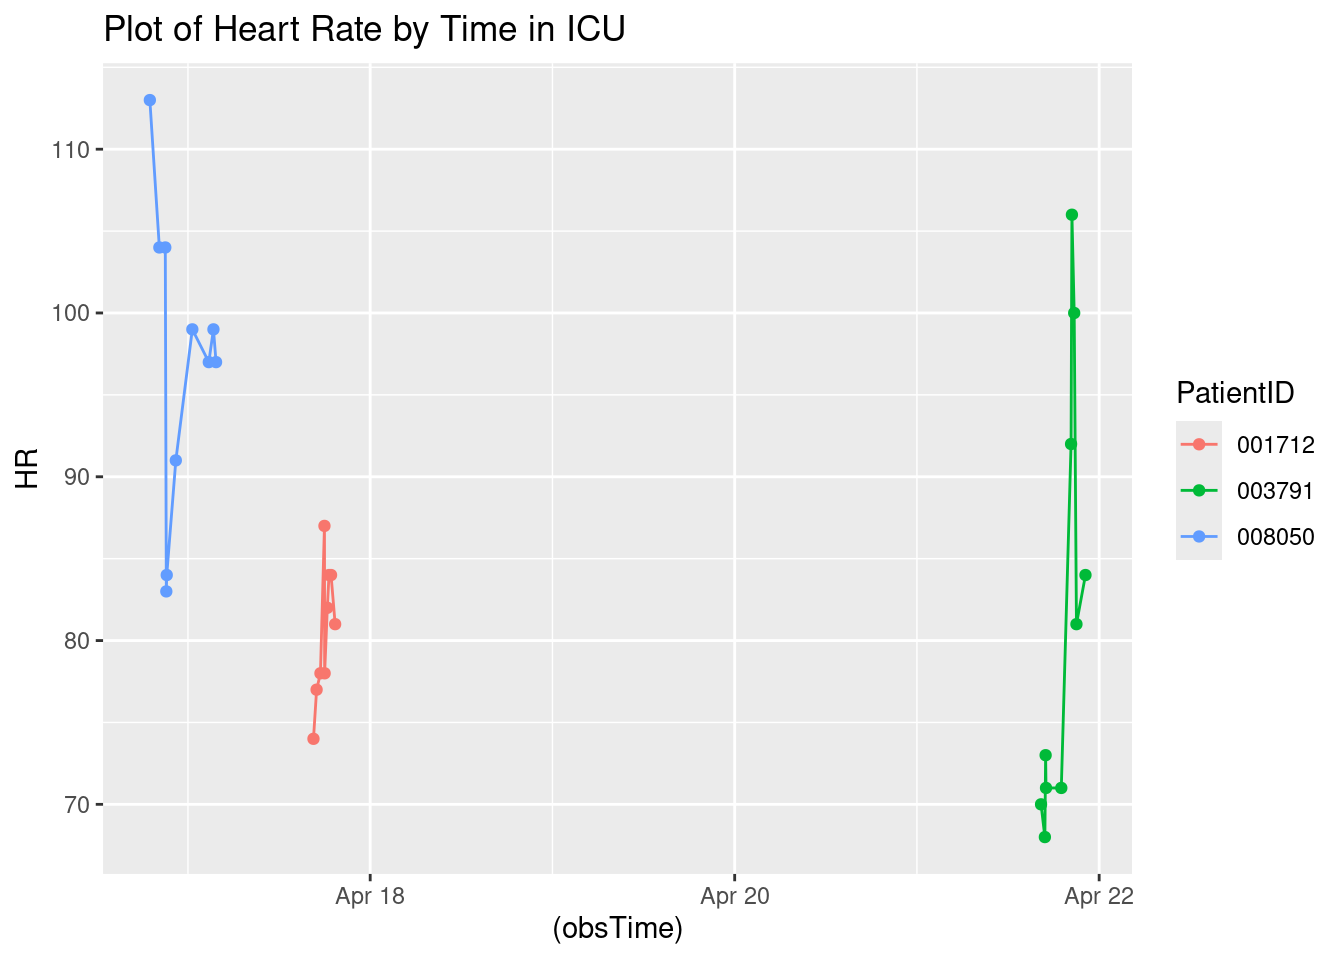 Plot of Heart Rate by Time in ICU
110
100
90
80
70
HR
Apr 18
Apr 20
Apr 22
(obsTime)
PatientID
001712
003791
008050